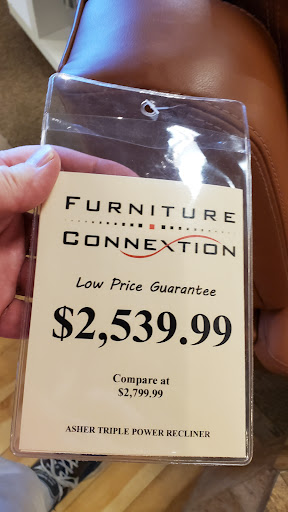 FURNITURE
CONNEXTION
Low Price Guarantee
$2,539.99
Compare at
$2,799.99
ASHER TRIPLE POWER RECLINER